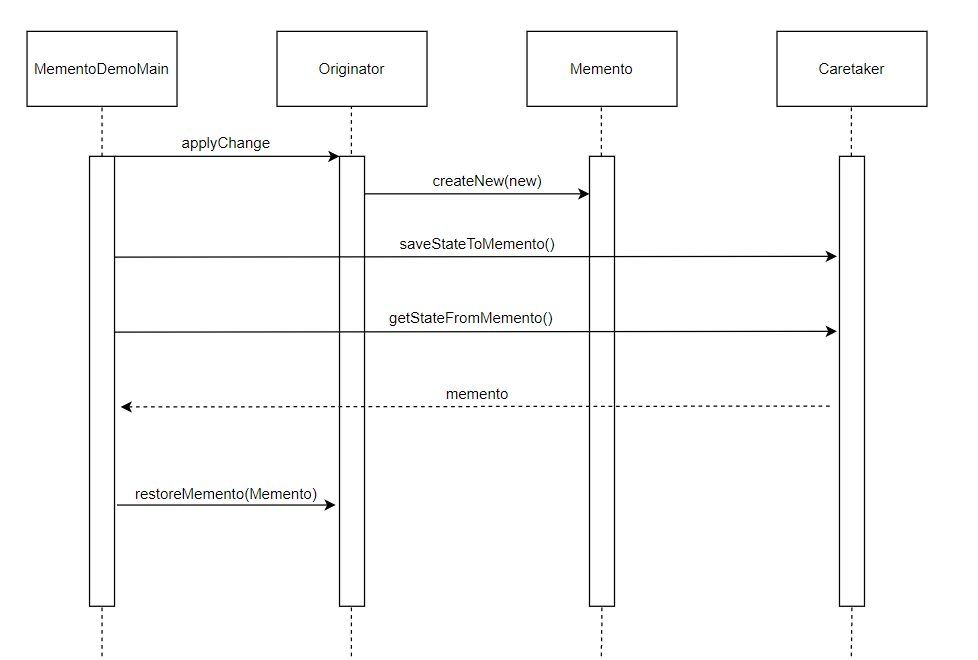 MementoDemoMain
Originator
Memento
Caretaker
applyChange
createNew(new)
saveStateToMemento()
getStateFromMemento()
memento
restoreMemento(Memento)